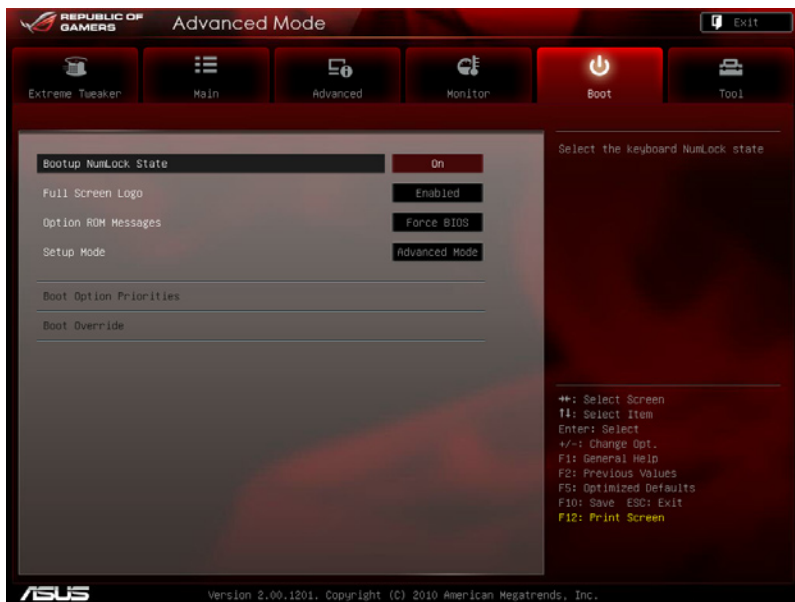 REPUBLIC OF
GAMERS
Advanced Mode
Exit
Extreme Tweaker
Main
Advanced
Monitor
Boot
Tool
Bootup NumLock State On
Full Screen Logo Enabled
Option ROM Messages Force BIOS
Setup Mode Advanced Mode
Boot Option Priorities
Boot Override
Select the keyboard NumLock state
→←: Select Screen
↑↓: Select Item
Enter: Select
+/-: Change Opt.
F1: General Help
F2: Previous Values
F5: Optimized Defaults
F10: Save ESC: Exit
F12: Print Screen
ASUS
Version 2.00.1201. Copyright (C) 2010 American Megatrends, Inc.